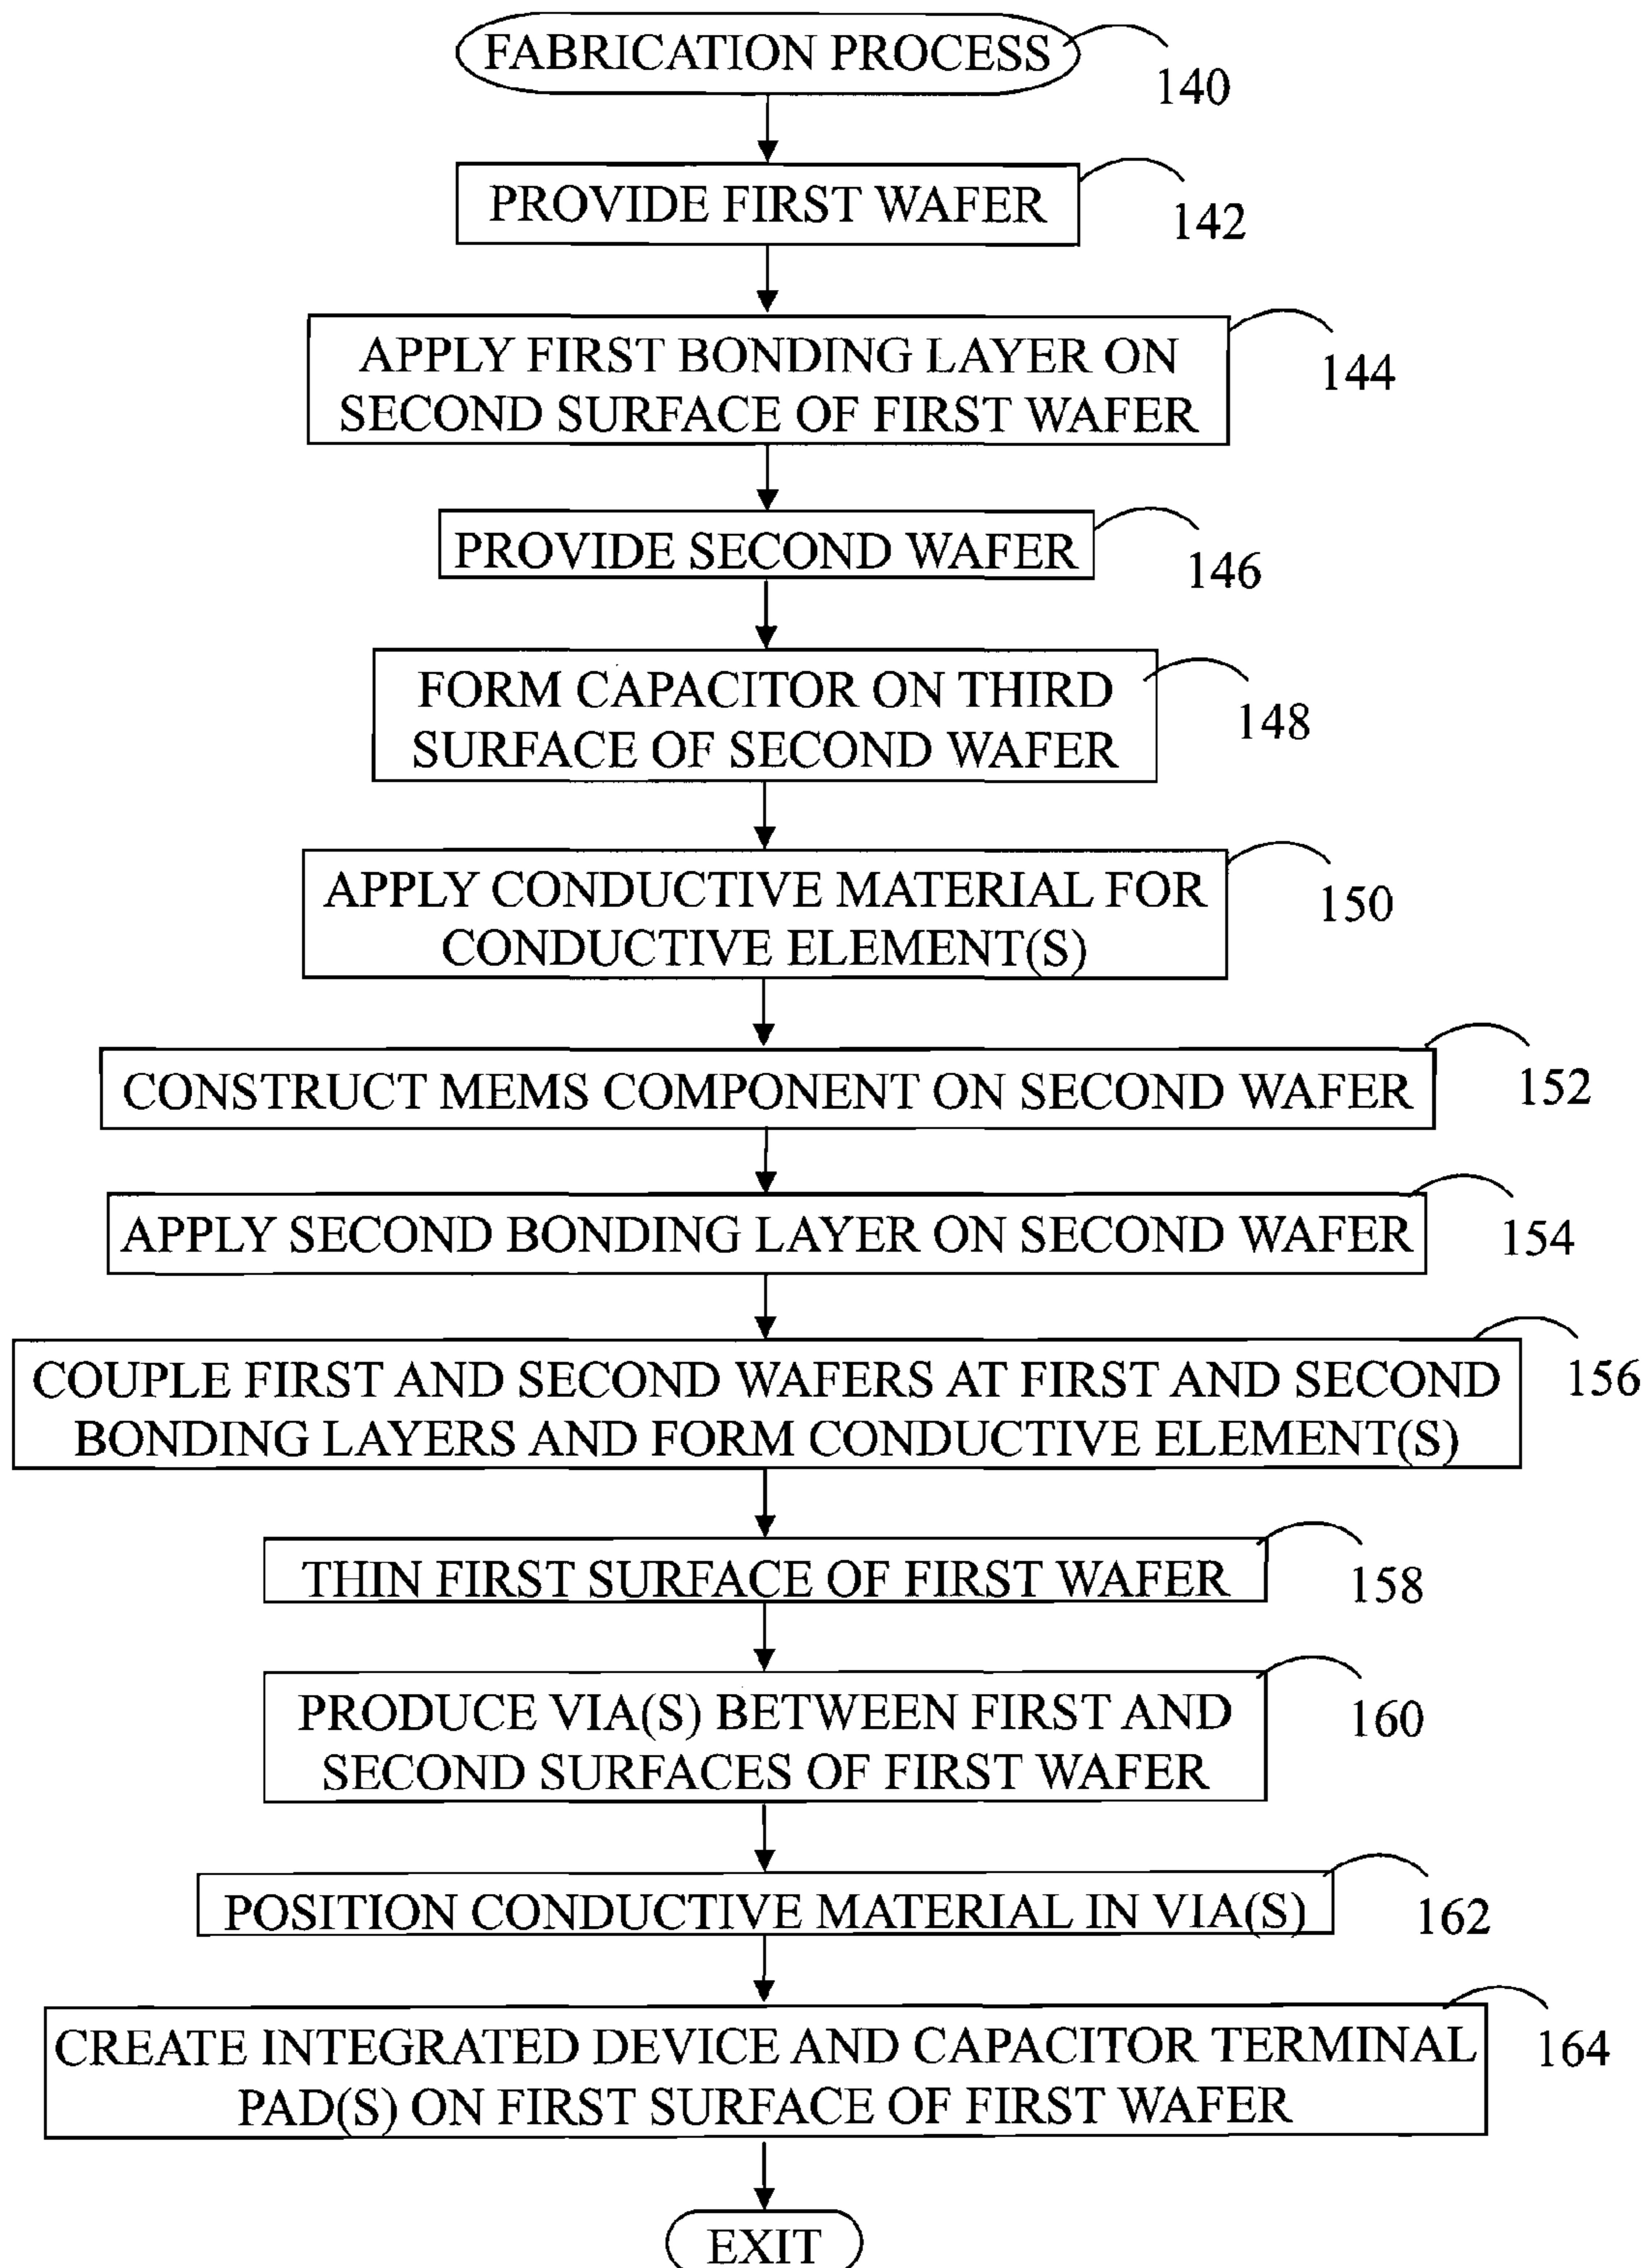 FABRICATION PROCESS
140
PROVIDE FIRST WAFER
142
APPLY FIRST BONDING LAYER ON
SECOND SURFACE OF FIRST WAFER
144
PROVIDE SECOND WAFER
146
FORM CAPACITOR ON THIRD
SURFACE OF SECOND WAFER
148
APPLY CONDUCTIVE MATERIAL FOR
CONDUCTIVE ELEMENT(S)
150
CONSTRUCT MEMS COMPONENT ON SECOND WAFER
152
APPLY SECOND BONDING LAYER ON SECOND WAFER
154
COUPLE FIRST AND SECOND WAFERS AT FIRST AND SECOND
BONDING LAYERS AND FORM CONDUCTIVE ELEMENT(S)
156
THIN FIRST SURFACE OF FIRST WAFER
158
PRODUCE VIA(S) BETWEEN FIRST AND
SECOND SURFACES OF FIRST WAFER
160
POSITION CONDUCTIVE MATERIAL IN VIA(S)
162
CREATE INTEGRATED DEVICE AND CAPACITOR TERMINAL
PAD(S) ON FIRST SURFACE OF FIRST WAFER
164
EXIT